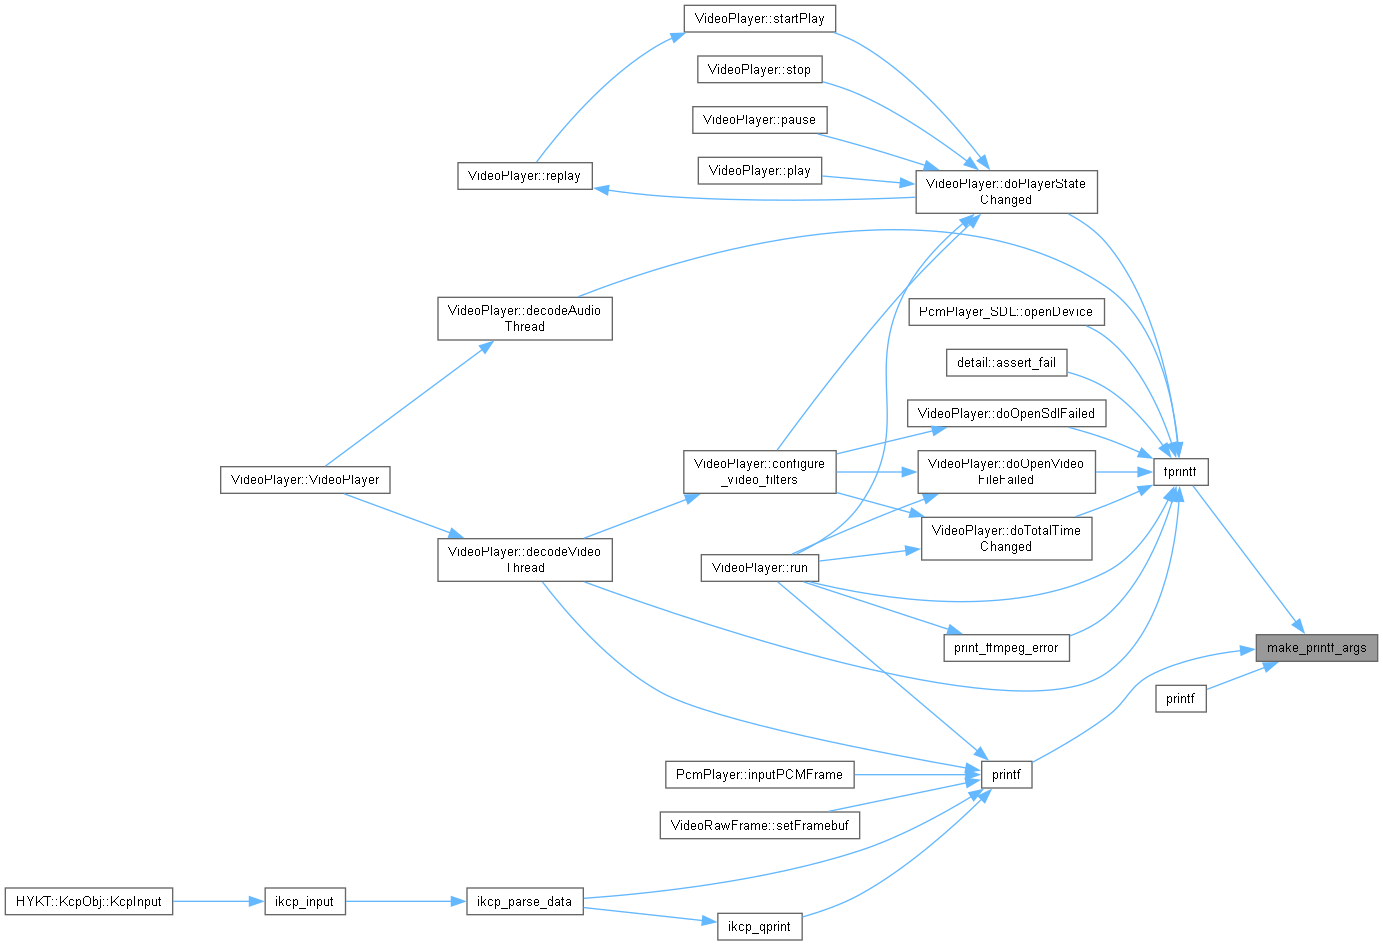 VideoPlayer::startPlay
VideoPlayer::stop
VideoPlayer::pause
VideoPlayer::play
VideoPlayer::replay
VideoPlayer::doPlayerState
Changed
VideoPlayer::decodeAudio
Thread
PcmPlayer_SDL::openDevice
detail::assert_fail
VideoPlayer::doOpenSdlFailed
VideoPlayer::configure
_video_filters
VideoPlayer::doOpenVideo
FileFailed
fprintf
VideoPlayer::VideoPlayer
VideoPlayer::doTotalTime
Changed
VideoPlayer::decodeVideo
Thread
VideoPlayer::run
print_ffmpeg_error
make_printf_args
printf
PcmPlayer::inputPCMFrame
printf
VideoRawFrame::setFramebuf
HYKT::KcpObj::KcpInput
ikcp_input
ikcp_parse_data
ikcp_qprint